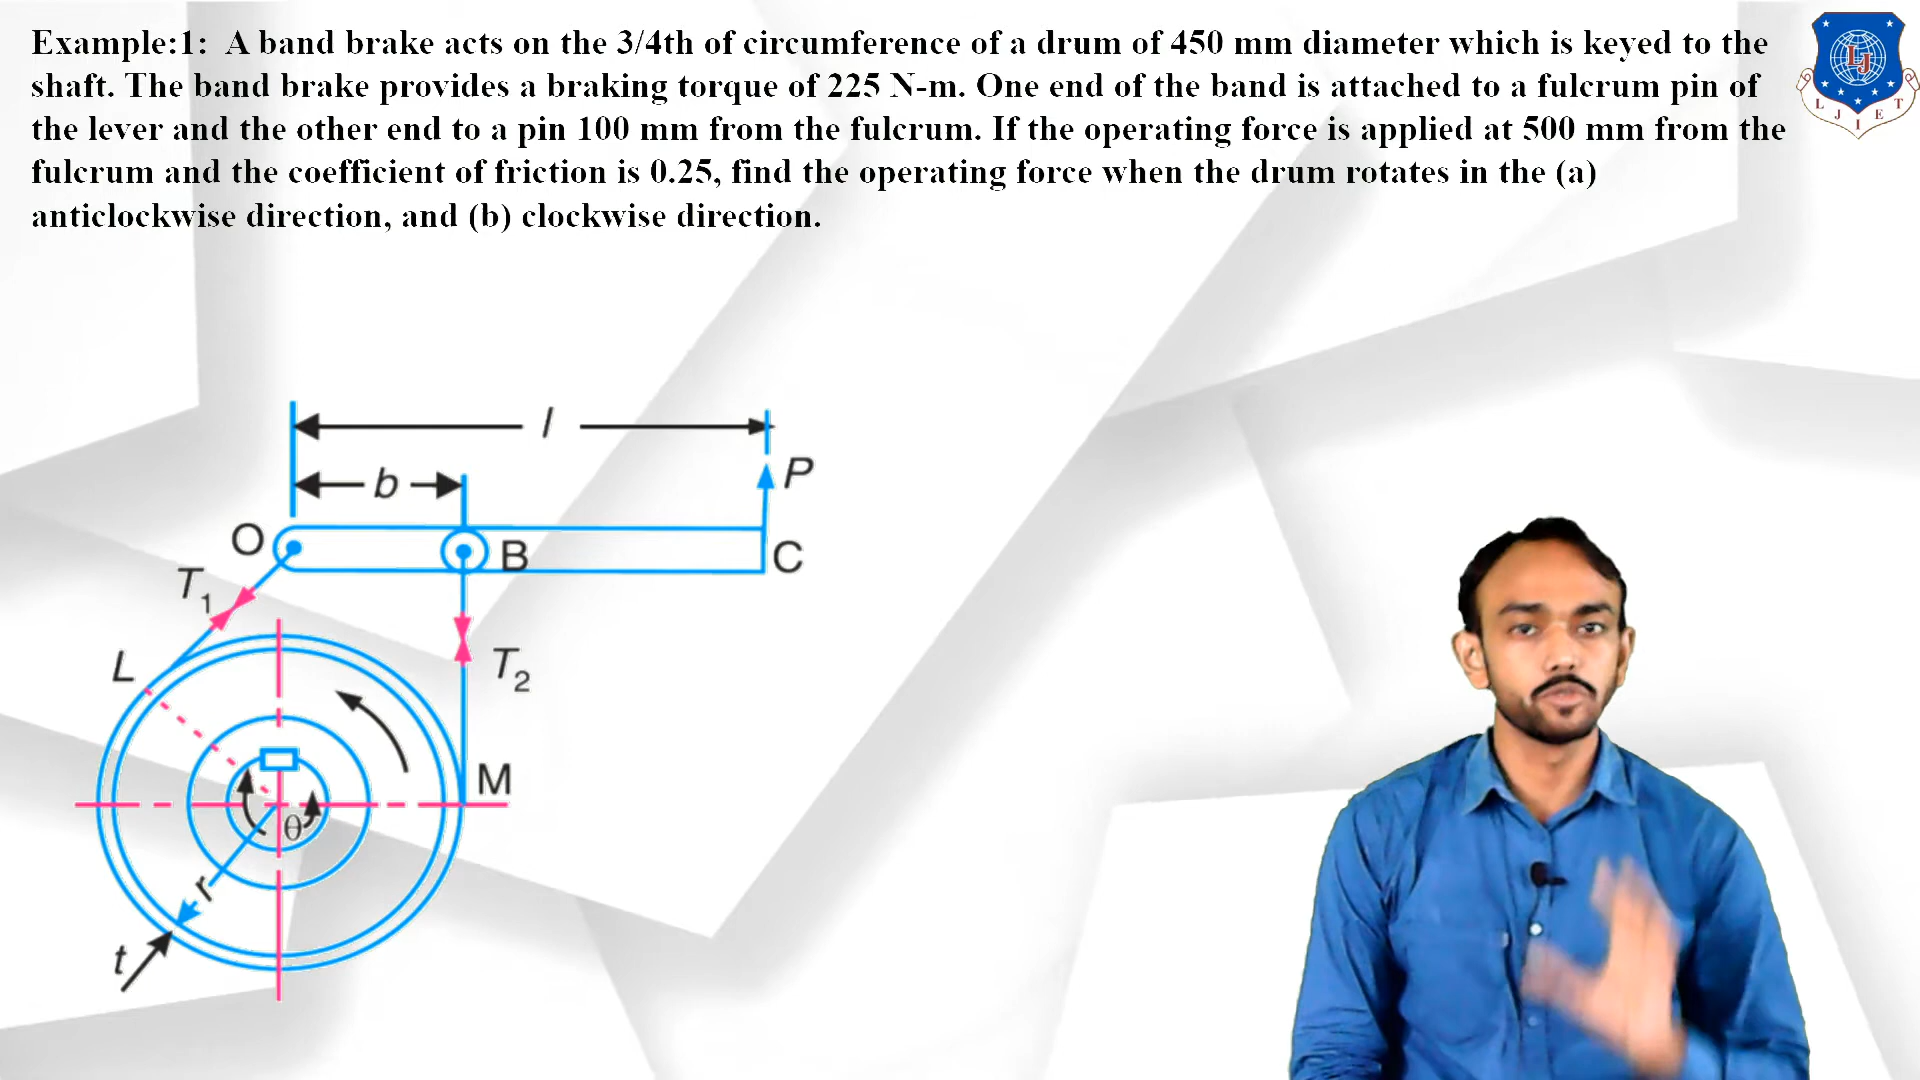 Example:1: A band brake acts on the 3/4th of circumference of a drum of 450 mm diameter which is keyed to the
shaft. The band brake provides a braking torque of 225 N-m. One end of the band is attached to a fulcrum pin of
the lever and the other end to a pin 100 mm from the fulcrum. If the operating force is applied at 500 mm from the
fulcrum and the coefficient of friction is 0.25, find the operating force when the drum rotates in the (a)
anticlockwise direction, and (b) clockwise direction.
LJ
L J I E T
l
b
P
O
B
C
T1
L
T2
M
θ
r
t